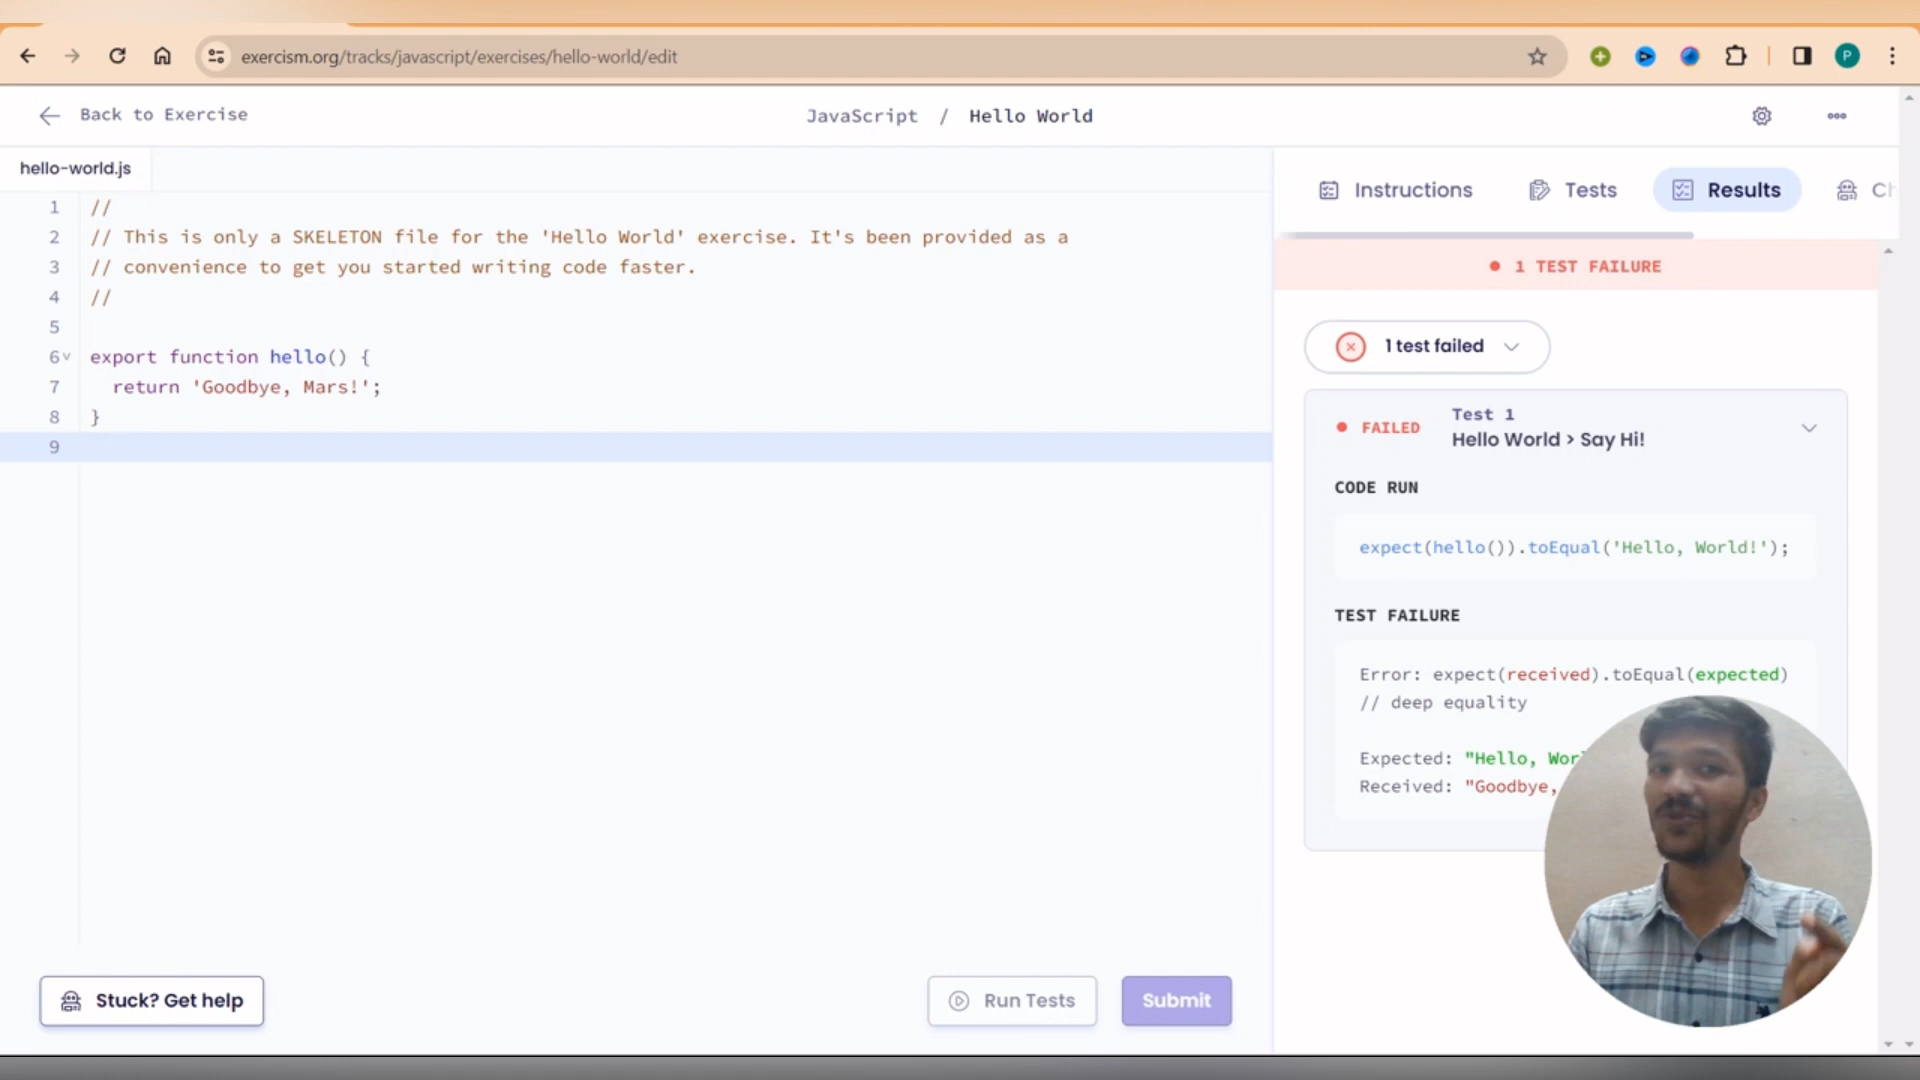 exercism.org/tracks/javascript/exercises/hello-world/edit
P
Back to Exercise
JavaScript / Hello World
hello-world.js
Instructions
Tests
Results
1 //
2 // This is only a SKELETON file for the 'Hello World' exercise. It's been provided as a
3 // convenience to get you started writing code faster.
4 //
5
6 export function hello() {
7 return 'Goodbye, Mars!';
8 }
9
1 TEST FAILURE
1 test failed
FAILED
Test 1
Hello World > Say Hi!
CODE RUN
expect(hello()).toEqual('Hello, World!');
TEST FAILURE
Error: expect(received).toEqual(expected)
// deep equality
Expected: "Hello,
Received: "Goodbye,
Stuck? Get help
Run Tests
Submit